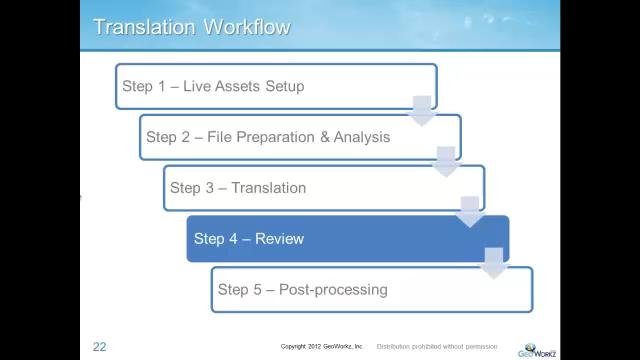 Translation Workflow
Step 1 – Live Assets Setup
Step 2 – File Preparation & Analysis
Step 3 – Translation
Step 4 – Review
Step 5 – Post-processing
22
Copyright 2012 GeoWorkz, Inc.
Distribution prohibited without permission
GEOWORKZ